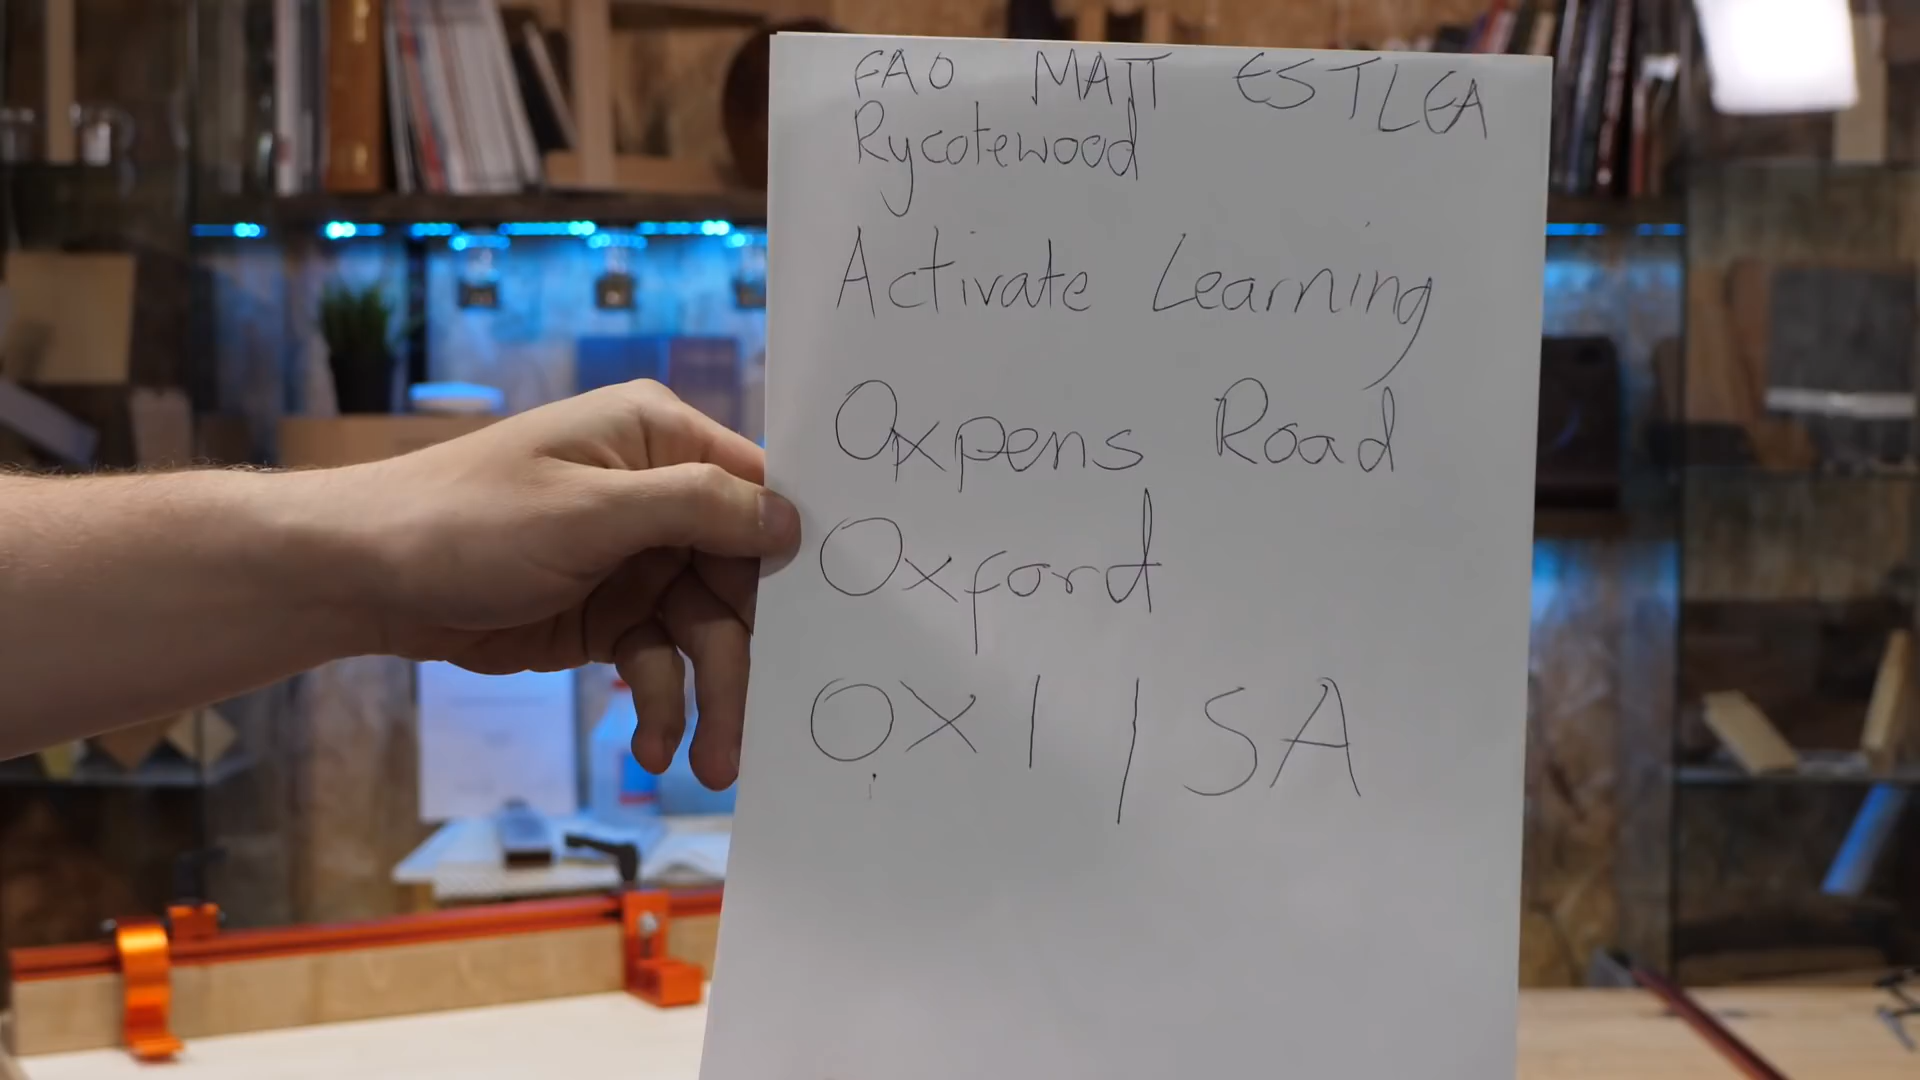 FAO MATT ESTLEA
Rycotewood
Activate Learning
Oxpens Road
Oxford
OX1 1SA